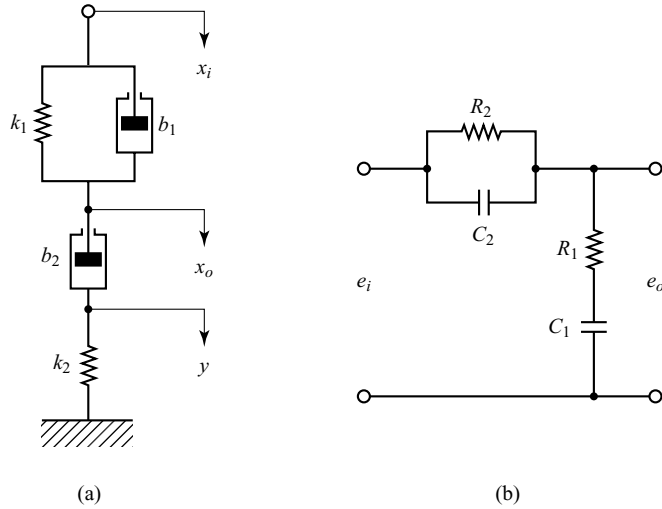 x_i
k_1
b_1
b_2
x_o
k_2
y
(a)
R_2
C_2
R_1
e_i
e_o
C_1
(b)